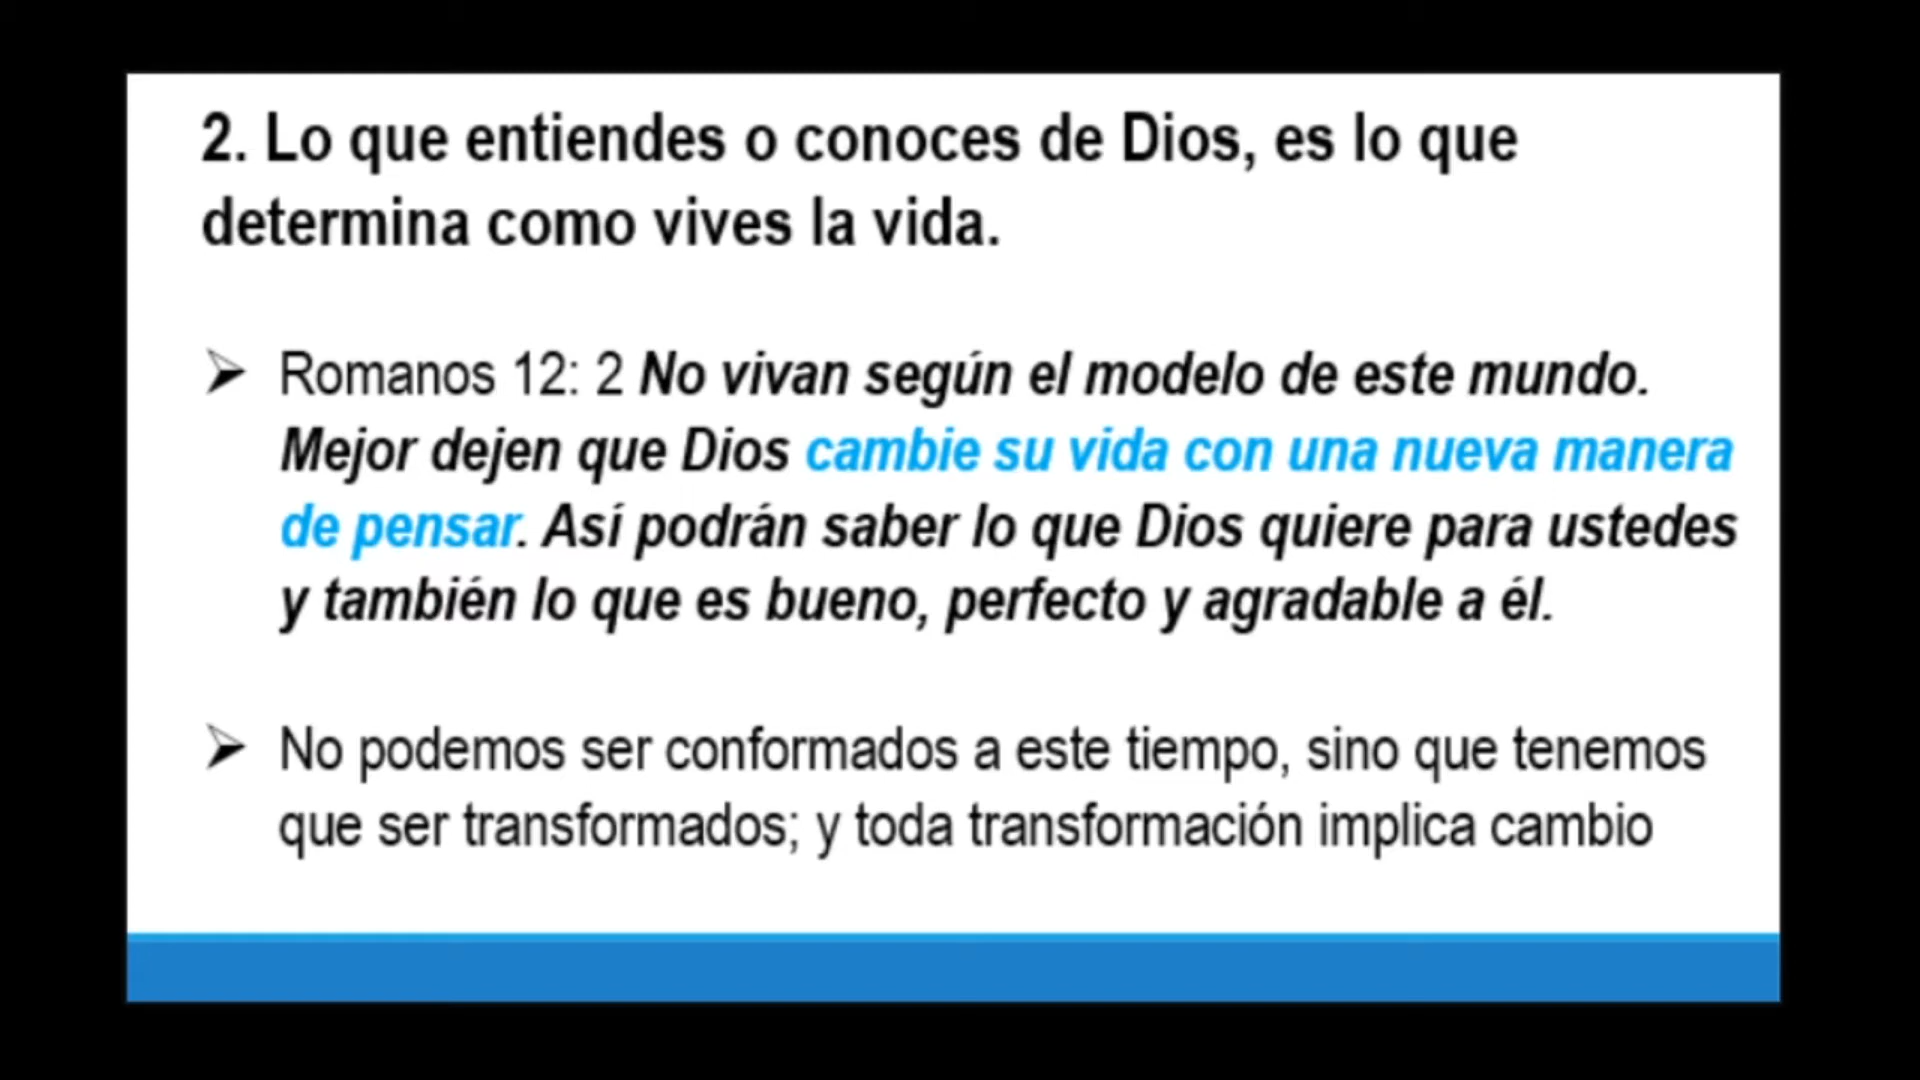 2. Lo que entiendes o conoces de Dios, es lo que
determina como vives la vida.
➢ Romanos 12: 2 No vivan según el modelo de este mundo.
Mejor dejen que Dios cambie su vida con una nueva manera
de pensar. Así podrán saber lo que Dios quiere para ustedes
y también lo que es bueno, perfecto y agradable a él.
➢ No podemos ser conformados a este tiempo, sino que tenemos
que ser transformados; y toda transformación implica cambio